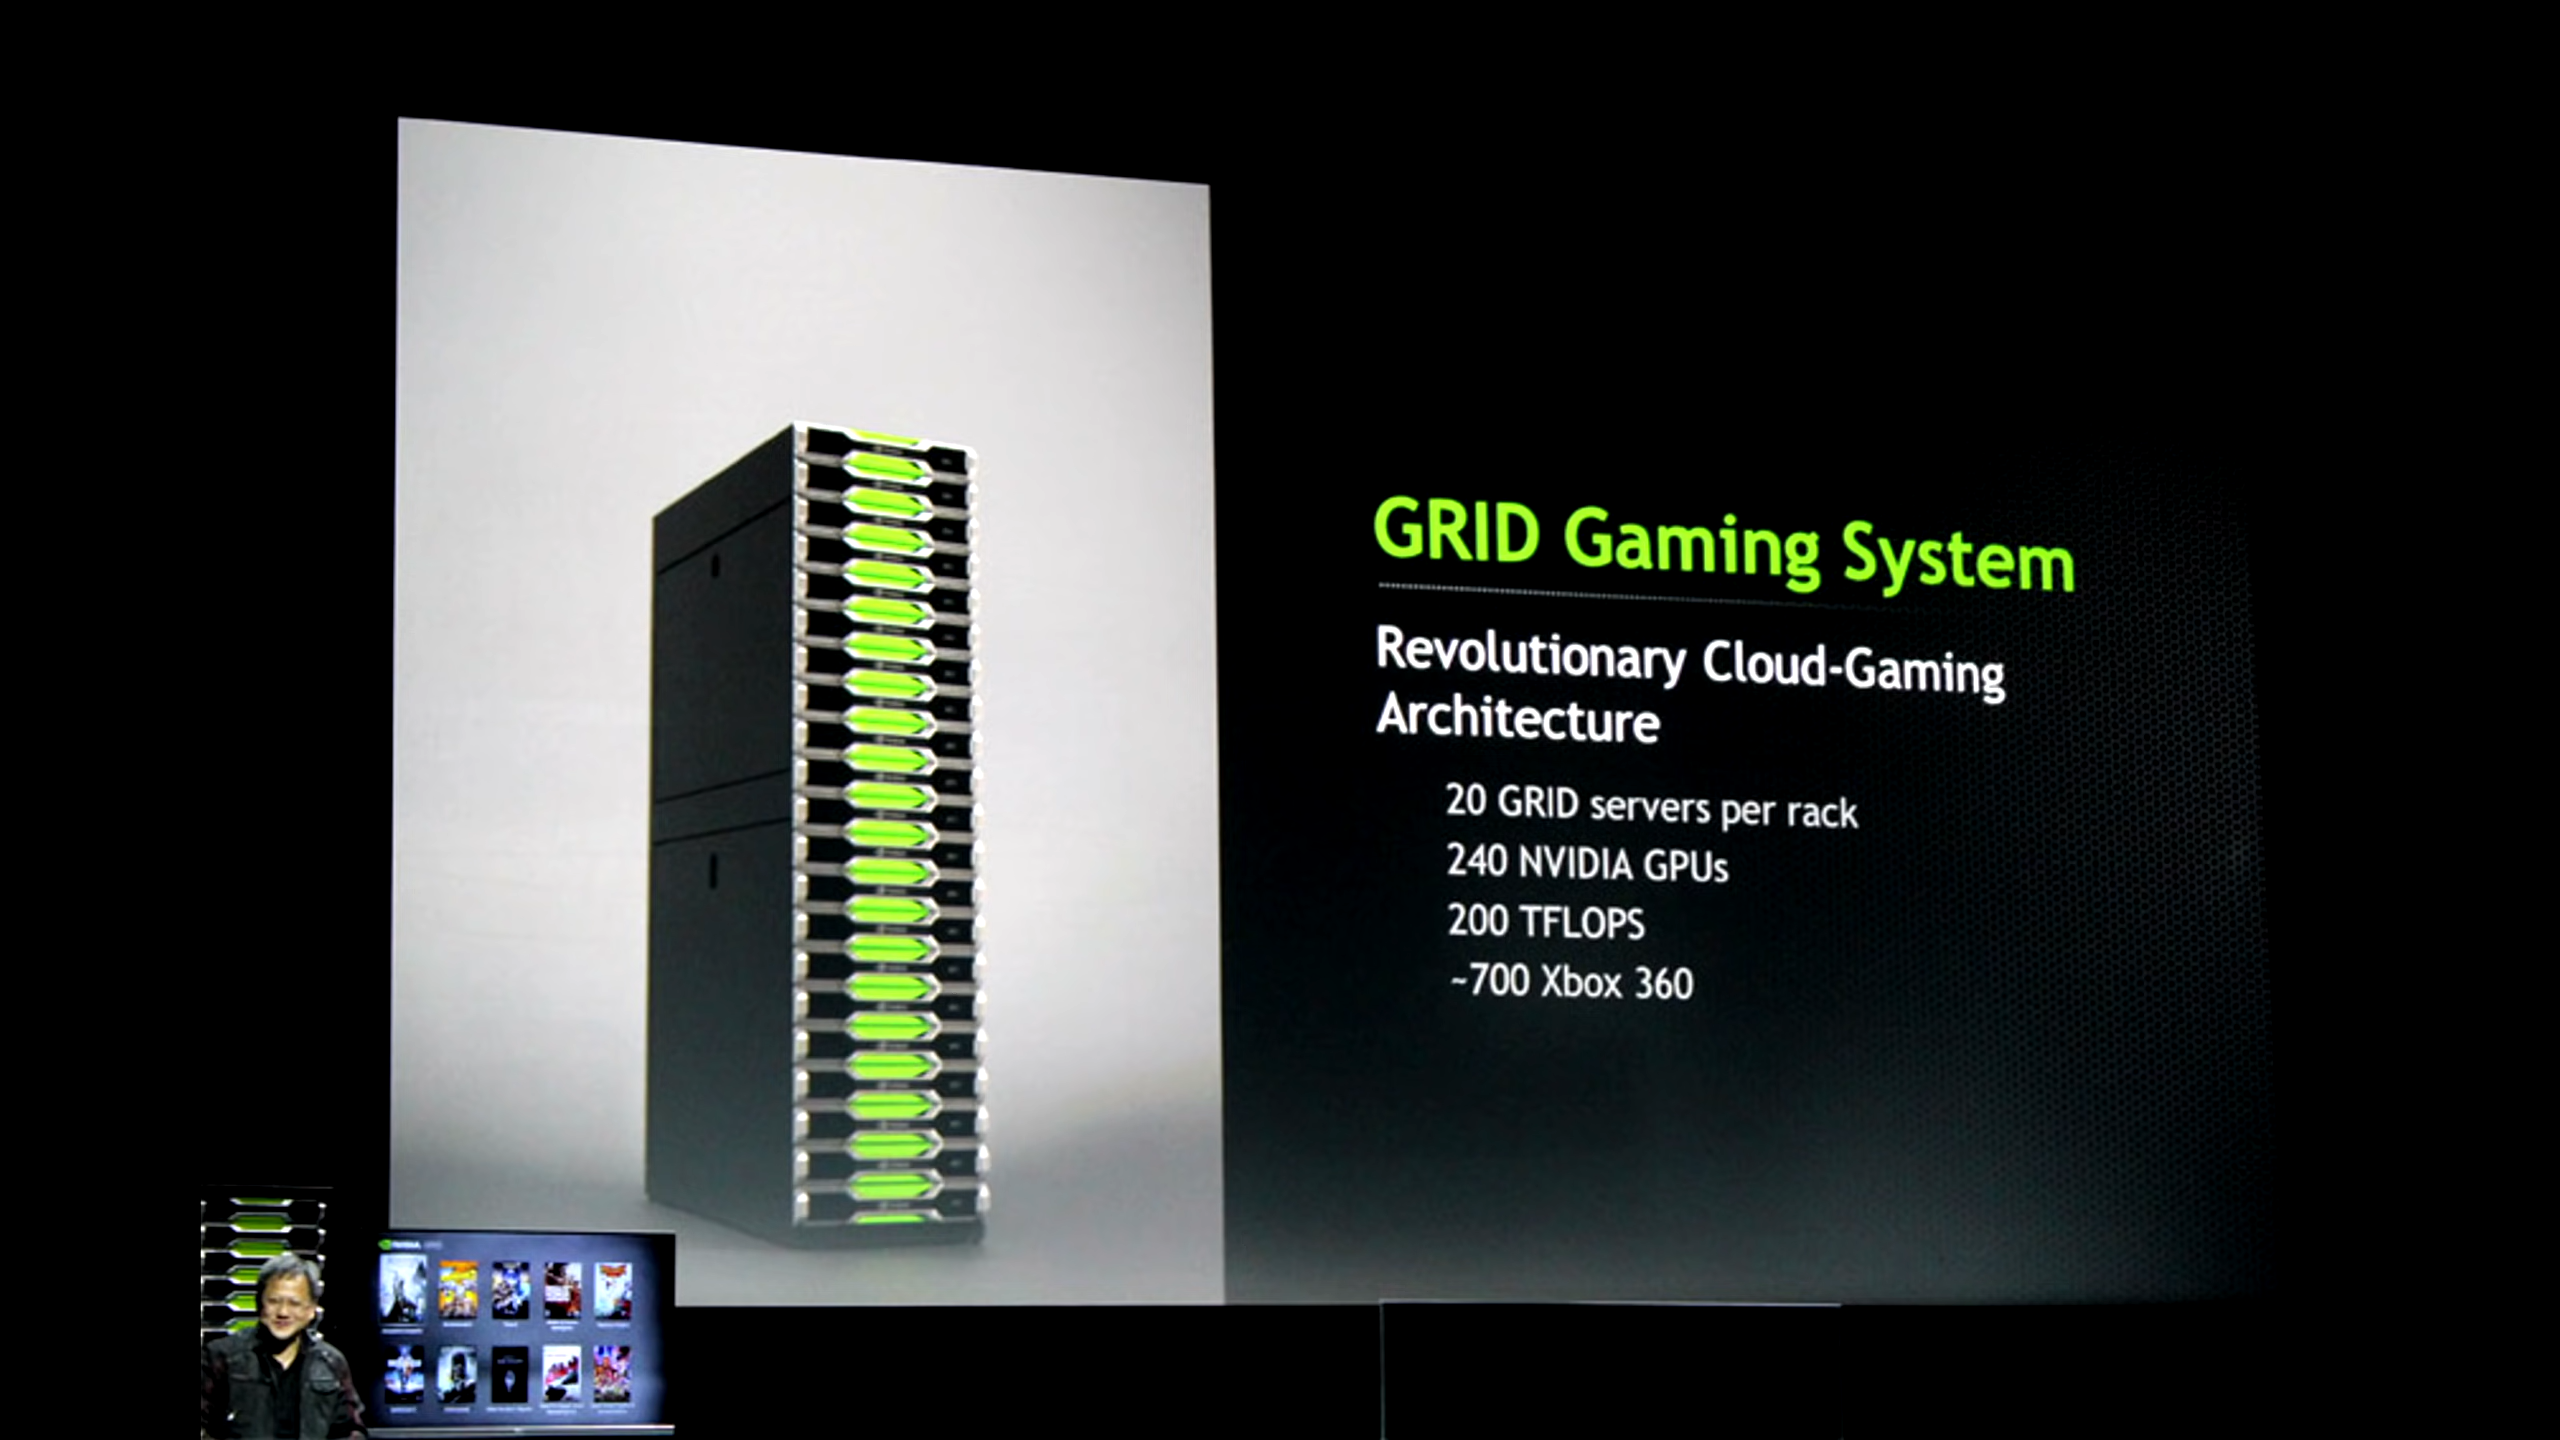 GRID Gaming System
Revolutionary Cloud-Gaming
Architecture
20 GRID servers per rack
240 NVIDIA GPUs
200 TFLOPS
~700 Xbox 360
NVIDIA